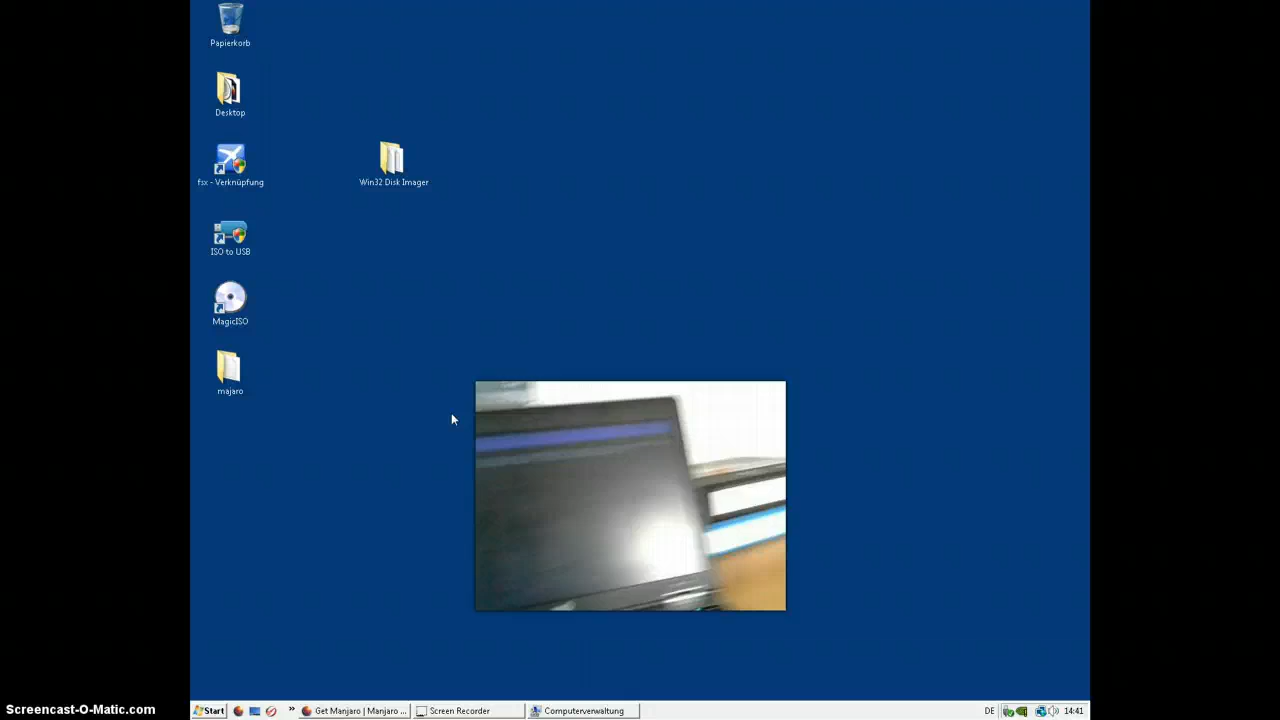 Papierkorb
Desktop
fsx - Verknüpfung
Win32 Disk Imager
ISO to USB
MagicISO
majaro
Screencast-O-Matic.com
Start
» Get Manjaro | Manjaro ...
Screen Recorder
Computerverwaltung
DE
14:41